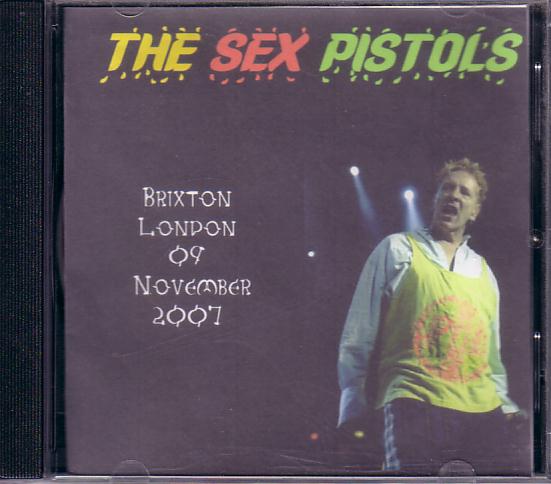 THE SEX PISTOLS
BRIXTON
LONDON
09
NOVEMBER
2007